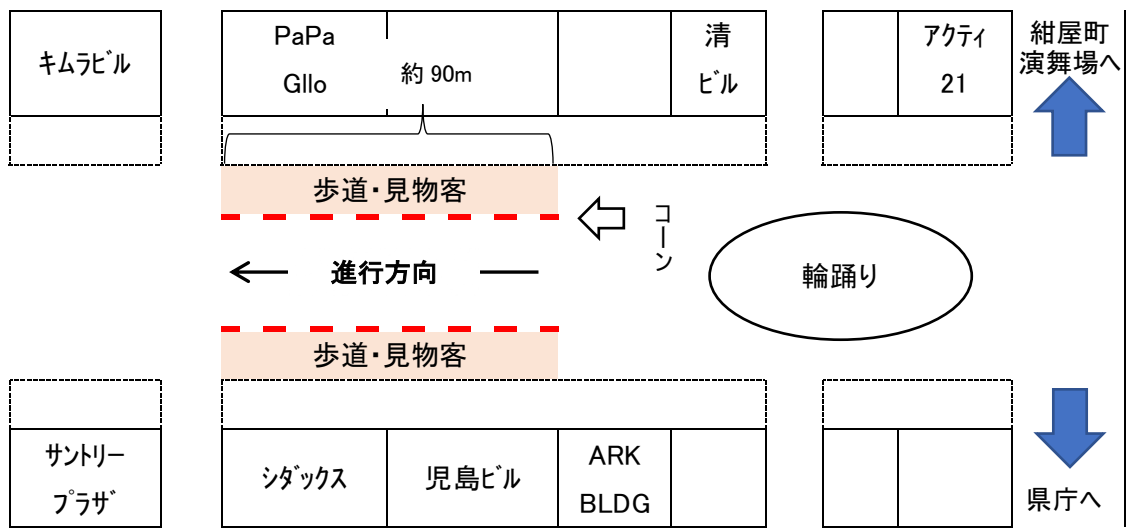 キムラビル
PaPa
Gllo
約 90m
清
ビル
アクティ
21
紺屋町
演舞場へ
歩道・見物客
コーン
進行方向
輪踊り
歩道・見物客
サントリー
プラザ
シダックス
児島ビル
ARK
BLDG
県庁へ